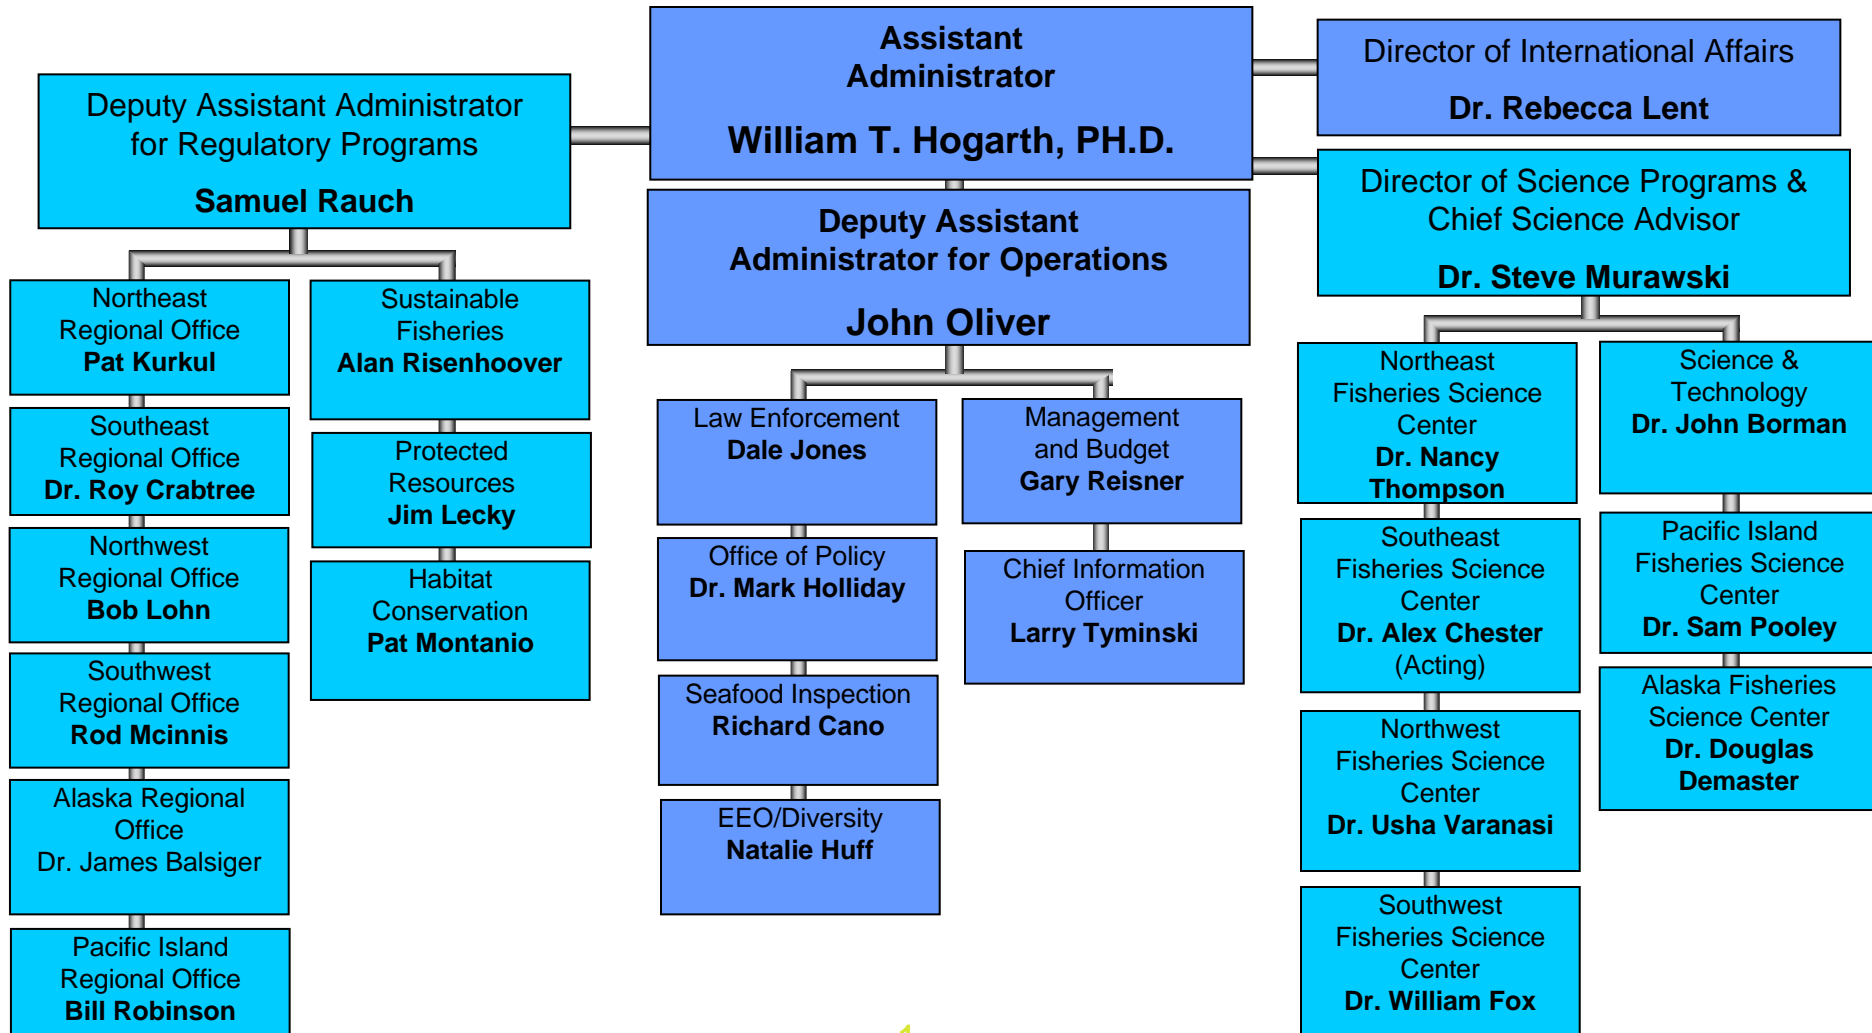 Assistant
Administrator
William T. Hogarth, PH.D.
Director of International Affairs
Dr. Rebecca Lent
Deputy Assistant Administrator
for Regulatory Programs
Samuel Rauch
Deputy Assistant
Administrator for Operations
John Oliver
Director of Science Programs &
Chief Science Advisor
Dr. Steve Murawski
Northeast
Regional Office
Pat Kurkul
Southeast
Regional Office
Dr. Roy Crabtree
Northwest
Regional Office
Bob Lohn
Southwest
Regional Office
Rod Mcinnis
Alaska Regional
Office
Dr. James Balsiger
Pacific Island
Regional Office
Bill Robinson
Sustainable
Fisheries
Alan Risenhoover
Protected
Resources
Jim Lecky
Habitat
Conservation
Pat Montanio
Law Enforcement
Dale Jones
Office of Policy
Dr. Mark Holliday
Seafood Inspection
Richard Cano
EEO/Diversity
Natalie Huff
Management
and Budget
Gary Reisner
Chief Information
Officer
Larry Tyminski
Northeast
Fisheries Science
Center
Dr. Nancy
Thompson
Southeast
Fisheries Science
Center
Dr. Alex Chester
(Acting)
Northwest
Fisheries Science
Center
Dr. Usha Varanasi
Southwest
Fisheries Science
Center
Dr. William Fox
Science &
Technology
Dr. John Borman
Pacific Island
Fisheries Science
Center
Dr. Sam Pooley
Alaska Fisheries
Science Center
Dr. Douglas
Demaster